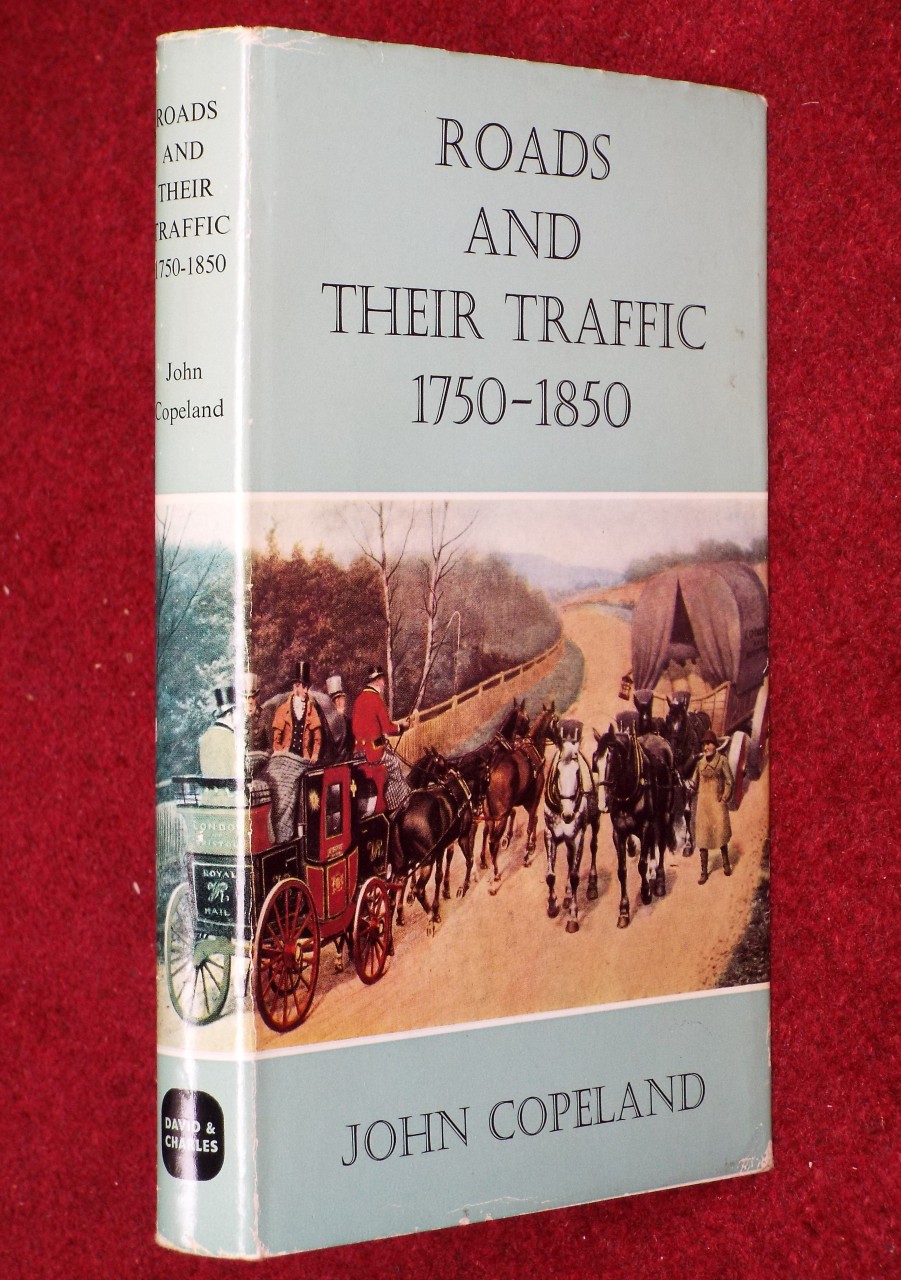 ROADS
AND
THEIR
TRAFFIC
1750-1850
John
Copeland
DAVID &
CHARLES
ROADS
AND
THEIR TRAFFIC
1750-1850
LONDON
ROYAL
MAIL
JOHN COPELAND